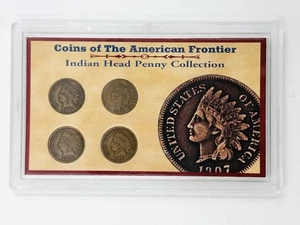 Coins of The American Frontier
Indian Head Penny Collection
UNITED STATES OF AMERICA
1907